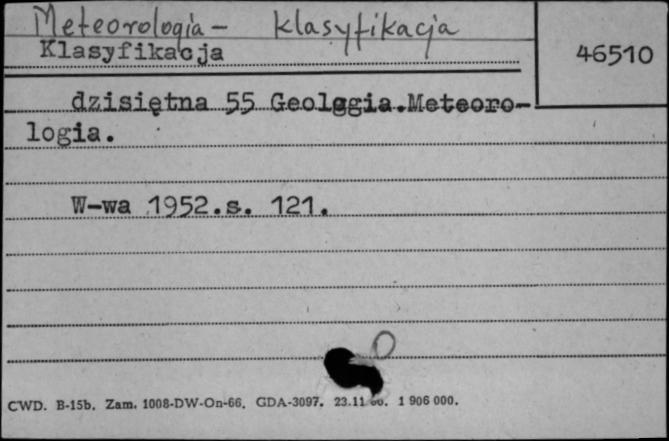 Meteorologia - klasyfikacja
Klasyfikacja
46510
dzisiętna 55 Geologgia.Meteoro-
logia.
W-wa 1952.s. 121.
CWD. B-15b. Zam. 1008-DW-On-66. GDA-3097. 23.11 1 906 000.